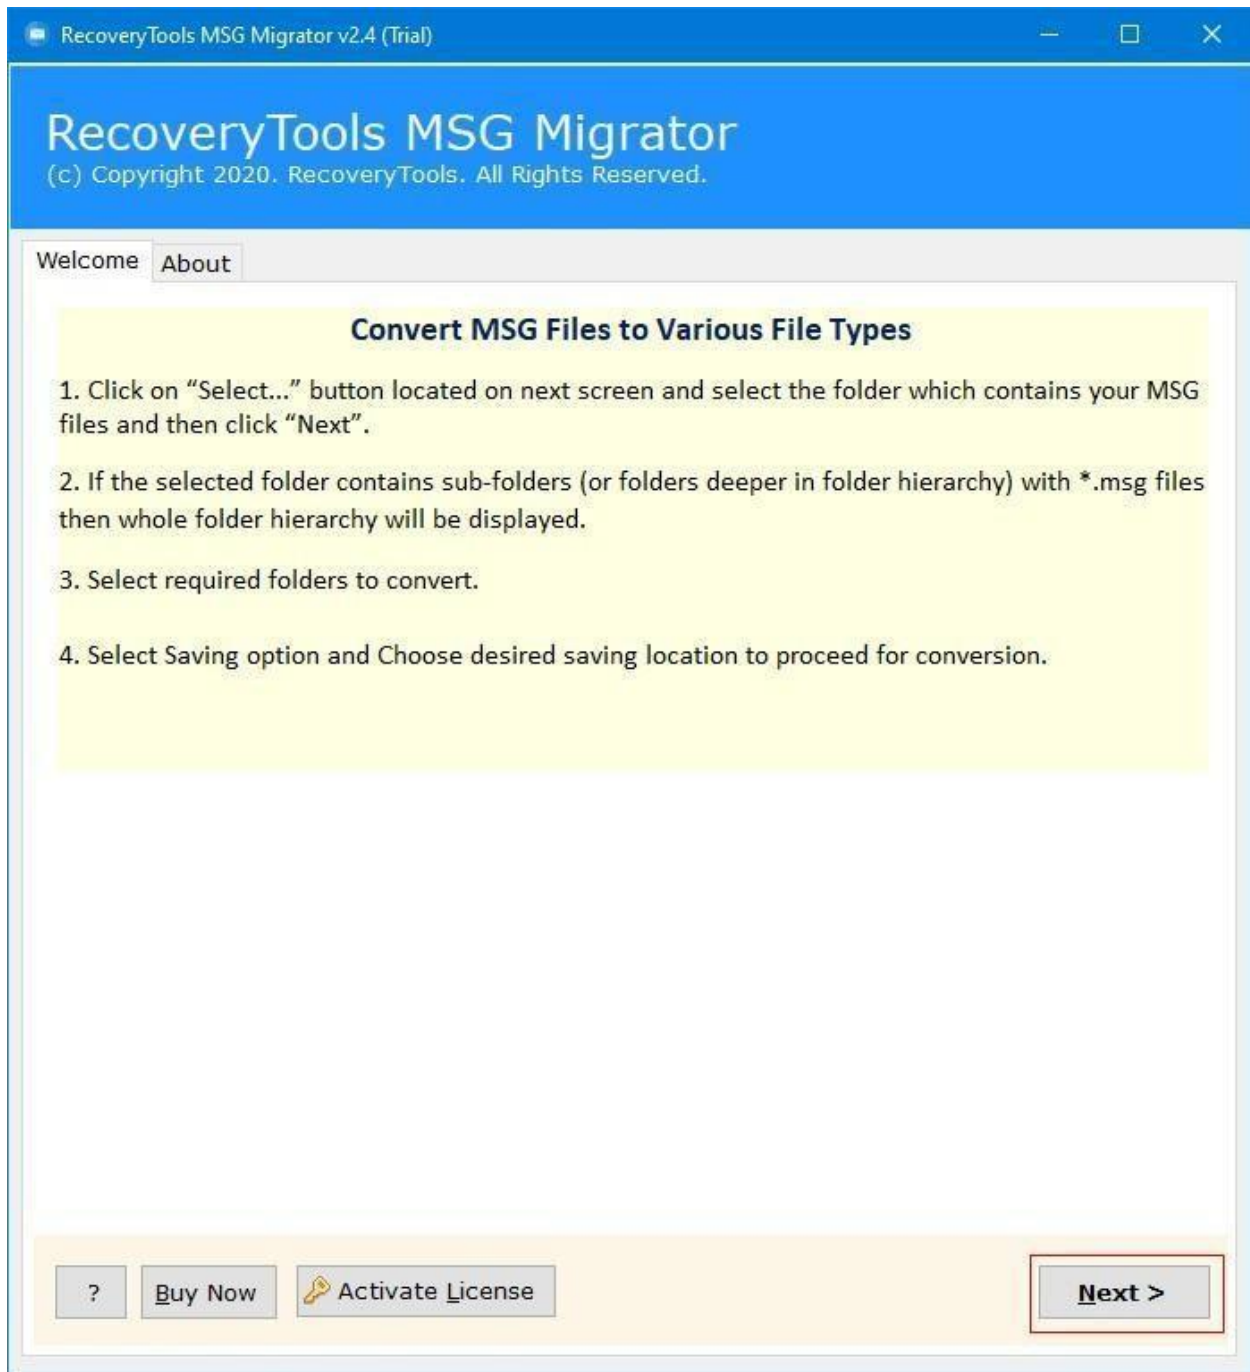 RecoveryTools MSG Migrator v2.4 (Trial)
RecoveryTools MSG Migrator
(c) Copyright 2020. RecoveryTools. All Rights Reserved.
Welcome About
Convert MSG Files to Various File Types
1. Click on “Select...” button located on next screen and select the folder which contains your MSG
files and then click “Next”.
2. If the selected folder contains sub-folders (or folders deeper in folder hierarchy) with *.msg files
then whole folder hierarchy will be displayed.
3. Select required folders to convert.
4. Select Saving option and Choose desired saving location to proceed for conversion.
? Buy Now Activate License Next >